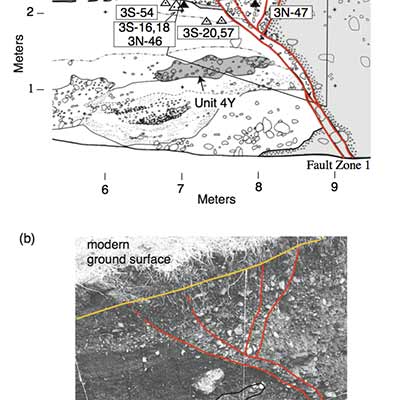 2
3S-54
3N-47
3S-16,18
3N-46
3S-20,57
Meters
1
Unit 4Y
Fault Zone 1
6
7
8
9
Meters
(b)
modern
ground surface